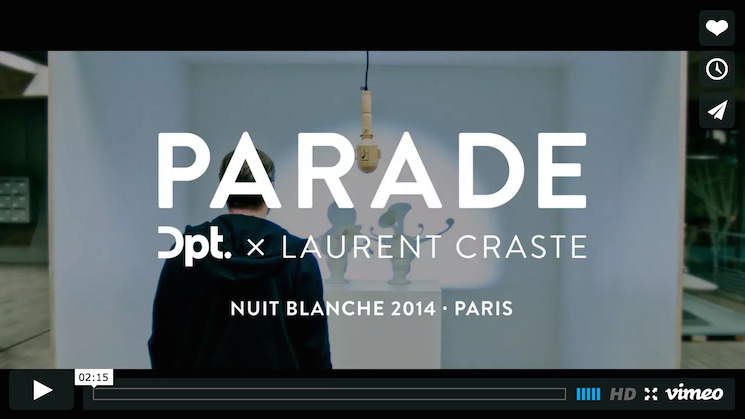 PARADE
Dpt. × LAURENT CRASTE
NUIT BLANCHE 2014 · PARIS
02:15
HD vimeo